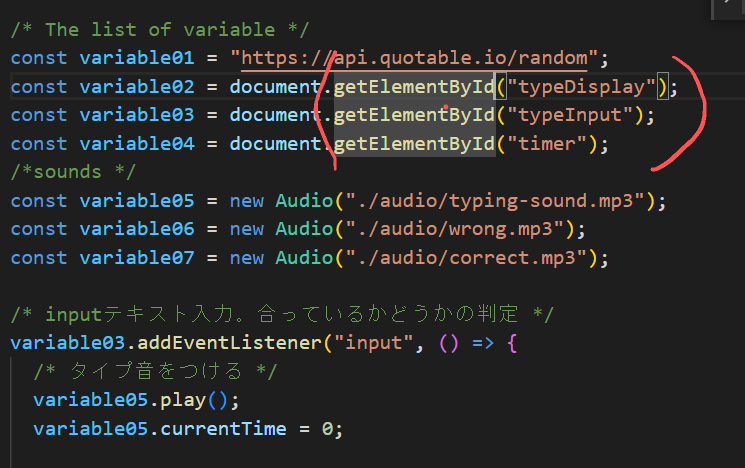 /* The list of variable */
const variable01 = "https://api.quotable.io/random";
const variable02 = document.getElementById("typeDisplay");
const variable03 = document.getElementById("typeInput");
const variable04 = document.getElementById("timer");
/*sounds */
const variable05 = new Audio("./audio/typing-sound.mp3");
const variable06 = new Audio("./audio/wrong.mp3");
const variable07 = new Audio("./audio/correct.mp3");
/* inputテキスト入力。合っているかどうかの判定 */
variable03.addEventListener("input", () => {
/* タイプ音をつける */
variable05.play();
variable05.currentTime = 0;